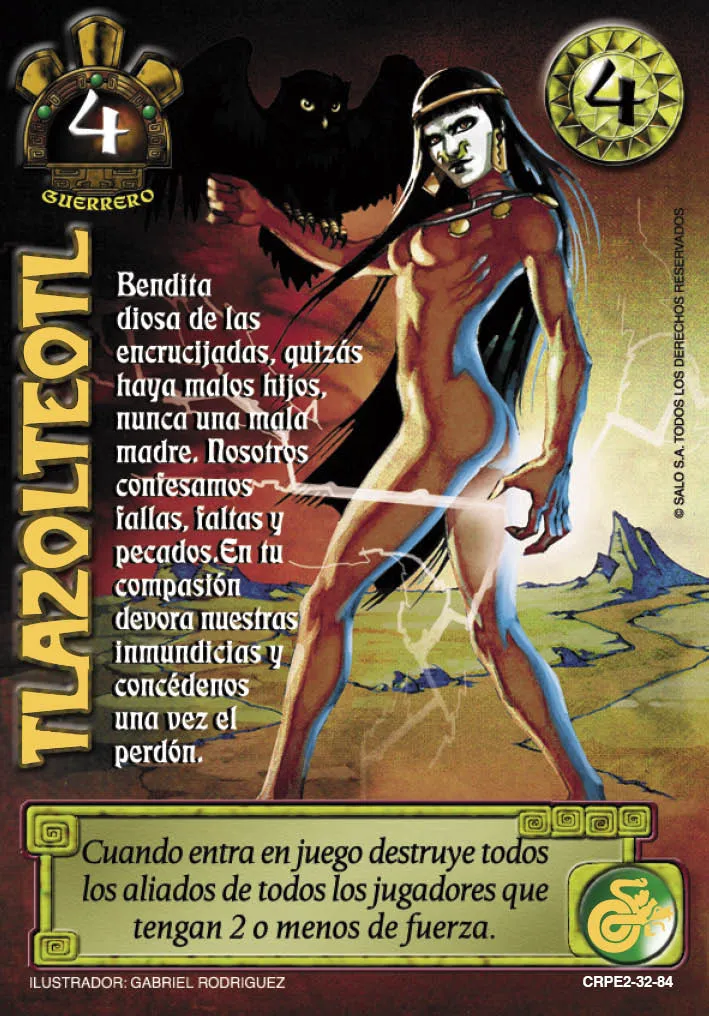 4
GUERRERO
4
TLAZOLTEOTL
Bendita
diosa de las
encrucijadas, quizás
haya malos hijos,
nunca una mala
madre. Nosotros
confesamos
fallas, faltas y
pecados.En tu
compasión
devora nuestras
inmundicias y
concédenos
una vez el
perdón.
© SALO S.A. TODOS LOS DERECHOS RESERVADOS
Cuando entra en juego destruye todos
los aliados de todos los jugadores que
tengan 2 o menos de fuerza.
ILUSTRADOR: GABRIEL RODRIGUEZ
CRPE2-32-84